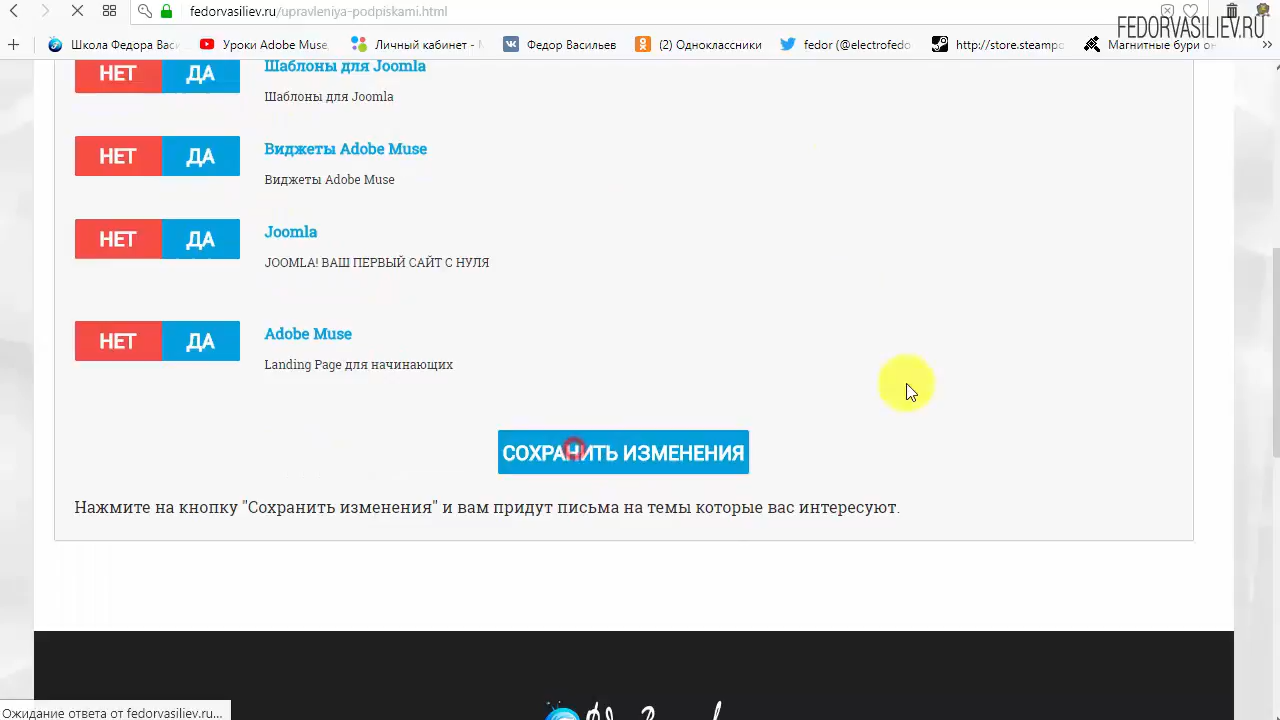 fedorvasiliev.ru/upravleniya-podpiskami.html
FEDORVASILIEV.RU
Школа Федора Васи
Уроки Adobe Muse,
Личный кабинет -
Федор Васильев
(2) Одноклассники
fedor (@electrofedo
http://store.steampo
Магнитные бури он
НЕТ ДА Шаблоны для Joomla
Шаблоны для Joomla
НЕТ ДА Виджеты Adobe Muse
Виджеты Adobe Muse
НЕТ ДА Joomla
JOOMLA! ВАШ ПЕРВЫЙ САЙТ С НУЛЯ
НЕТ ДА Adobe Muse
Landing Page для начинающих
СОХРАНИТЬ ИЗМЕНЕНИЯ
Нажмите на кнопку "Сохранить изменения" и вам придут письма на темы которые вас интересуют.
Ожидание ответа от fedorvasiliev.ru...